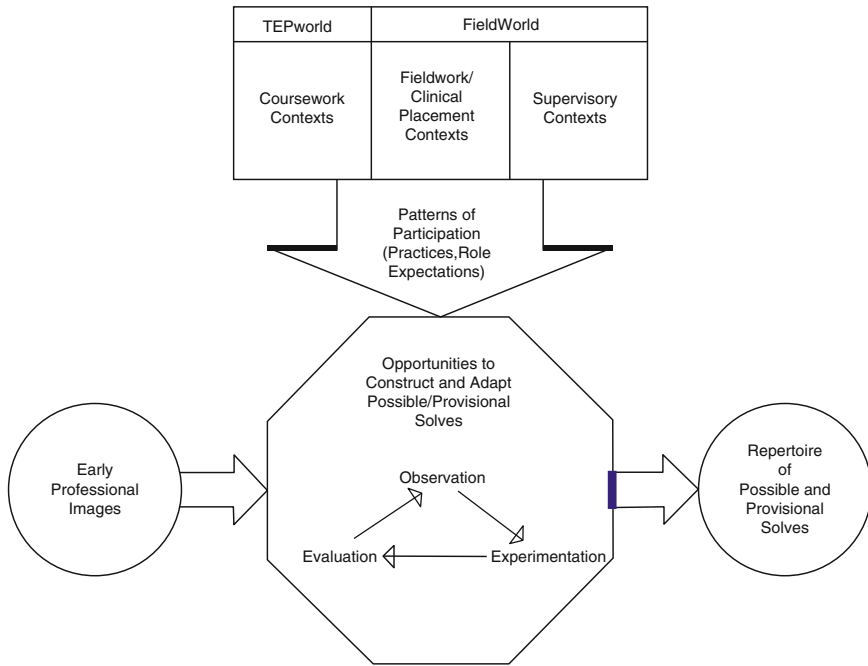 TEPworld
FieldWorld
Coursework
Contexts
Fieldwork/
Clinical
Placement
Contexts
Supervisory
Contexts
Patterns of
Participation
(Practices,Role
Expectations)
Opportunities to
Construct and Adapt
Possible/Provisional
Solves
Early
Professional
Images
Observation
Evaluation
Experimentation
Repertoire
of
Possible and
Provisional
Solves